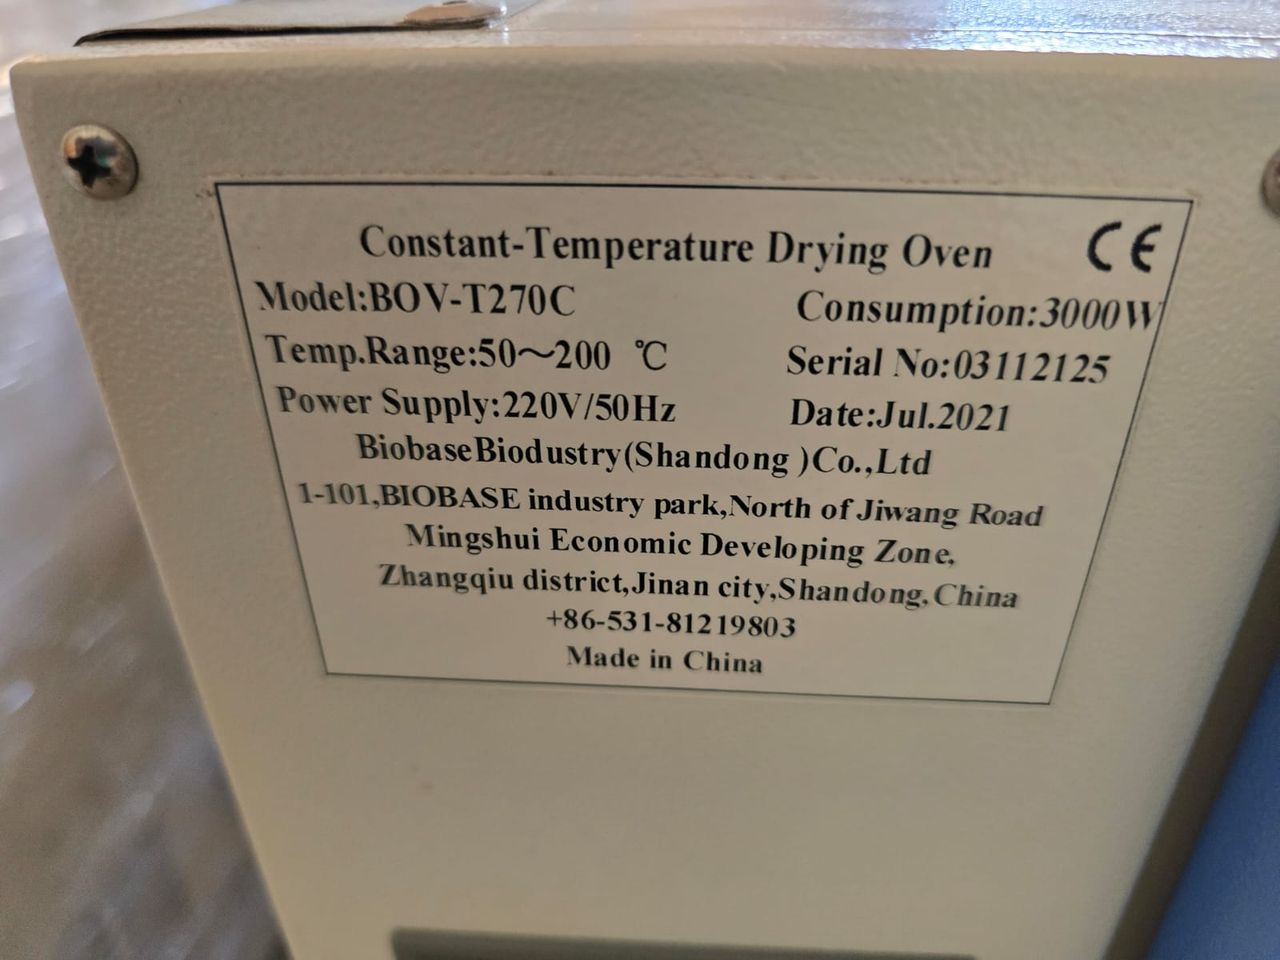 Constant-Temperature Drying Oven CE
Model:BOV-T270C Consumption:3000W
Temp.Range:50～200 ℃ Serial No:03112125
Power Supply:220V/50Hz Date:Jul.2021
BiobaseBiodustry(Shandong )Co.,Ltd
1-101,BIOBASE industry park,North of Jiwang Road
Mingshui Economic Developing Zone,
Zhangqiu district,Jinan city,Shandong,China
+86-531-81219803
Made in China